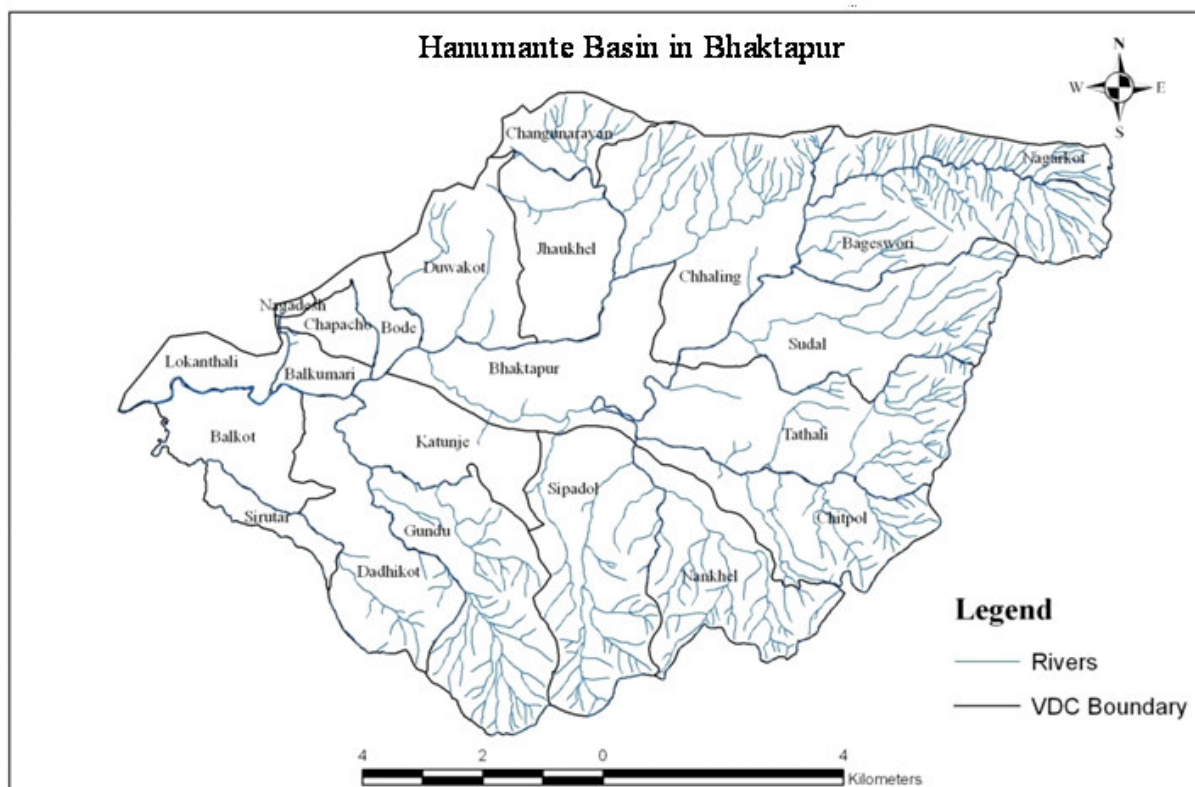 Hanumante Basin in Bhaktapur
N
W E
S
Changunarayan
Nagarkot
Jhaukhel
Bageswori
Duwakot
Chhaling
Nagadesh
Chapacho
Bode
Sudal
Lokanthali
Balkumari
Bhaktapur
Balkot
Katunje
Tathali
Sipadol
Sirutar
Gundu
Chitpol
Dadhikot
Nankhel
Legend
Rivers
VDC Boundary
4 2 0 4
Kilometers